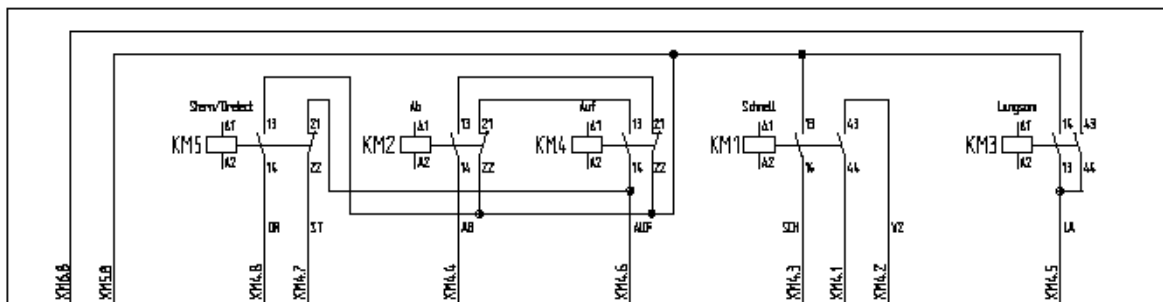 Stern/Dreieck Ab Auf Schnell Langsam
A1 13 21 A1 13 21 A1 13 21 A1 13 43 A1 14 43
KM5 KM2 KM4 KM1 KM3
A2 14 22 A2 14 22 A2 14 22 A2 14 44 A2 13 44
DR ST AB AUF SCH VZ LA
XM6.8 XM5.8 XM4.8 XM4.7 XM4.4 XM4.6 XM4.3 XM4.1 XM4.2 XM4.5